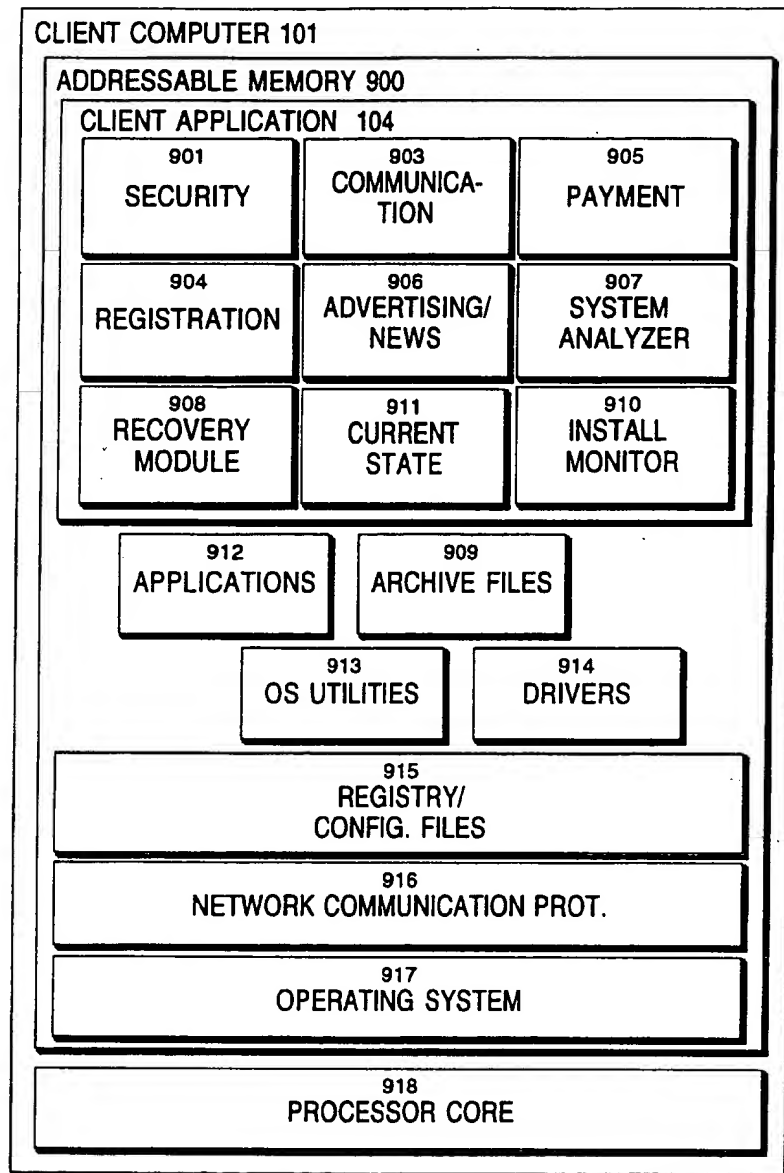 CLIENT COMPUTER 101
ADDRESSABLE MEMORY 900
CLIENT APPLICATION 104
901
SECURITY
903
COMMUNICA-
TION
905
PAYMENT
904
REGISTRATION
906
ADVERTISING/
NEWS
907
SYSTEM
ANALYZER
908
RECOVERY
MODULE
911
CURRENT
STATE
910
INSTALL
MONITOR
912
APPLICATIONS
909
ARCHIVE FILES
913
OS UTILITIES
914
DRIVERS
915
REGISTRY/
CONFIG. FILES
916
NETWORK COMMUNICATION PROT.
917
OPERATING SYSTEM
918
PROCESSOR CORE